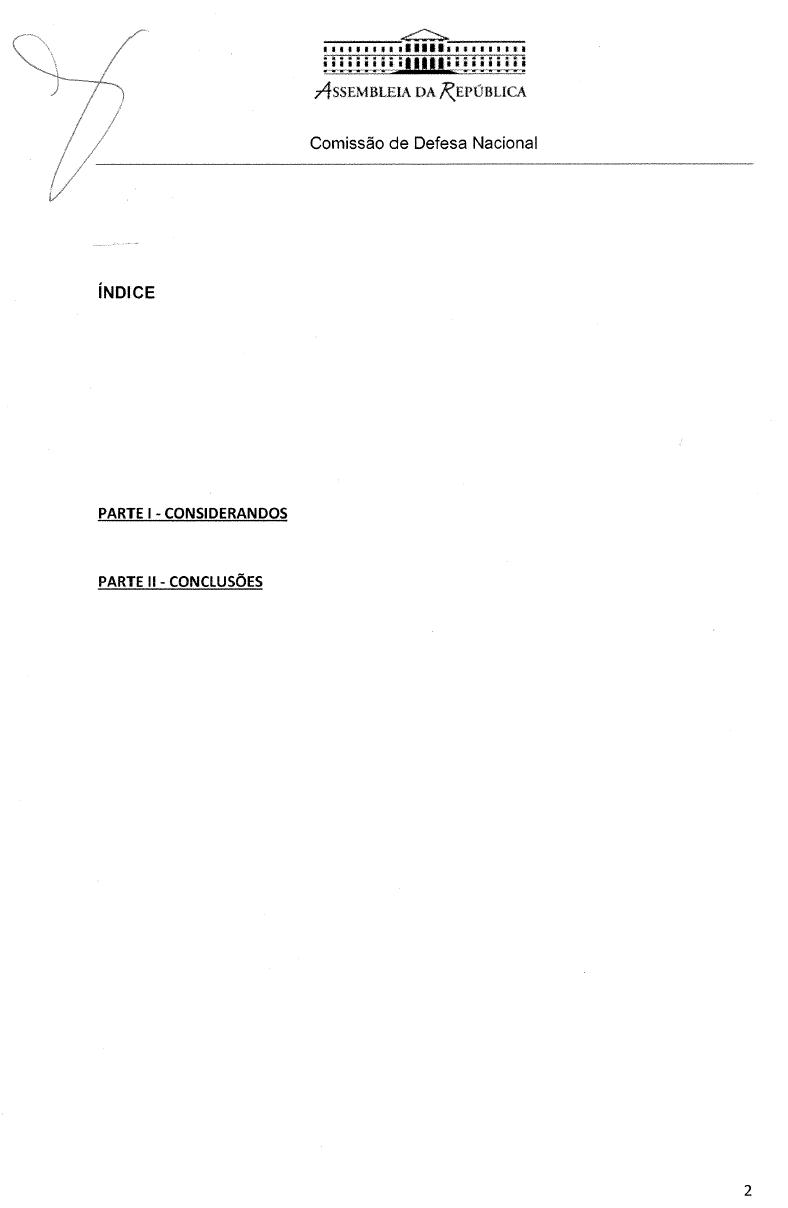 ASSEMBLEIA DA REPÚBLICA
Comissão de Defesa Nacional
ÍNDICE
PARTE I - CONSIDERANDOS
PARTE II - CONCLUSÕES
2